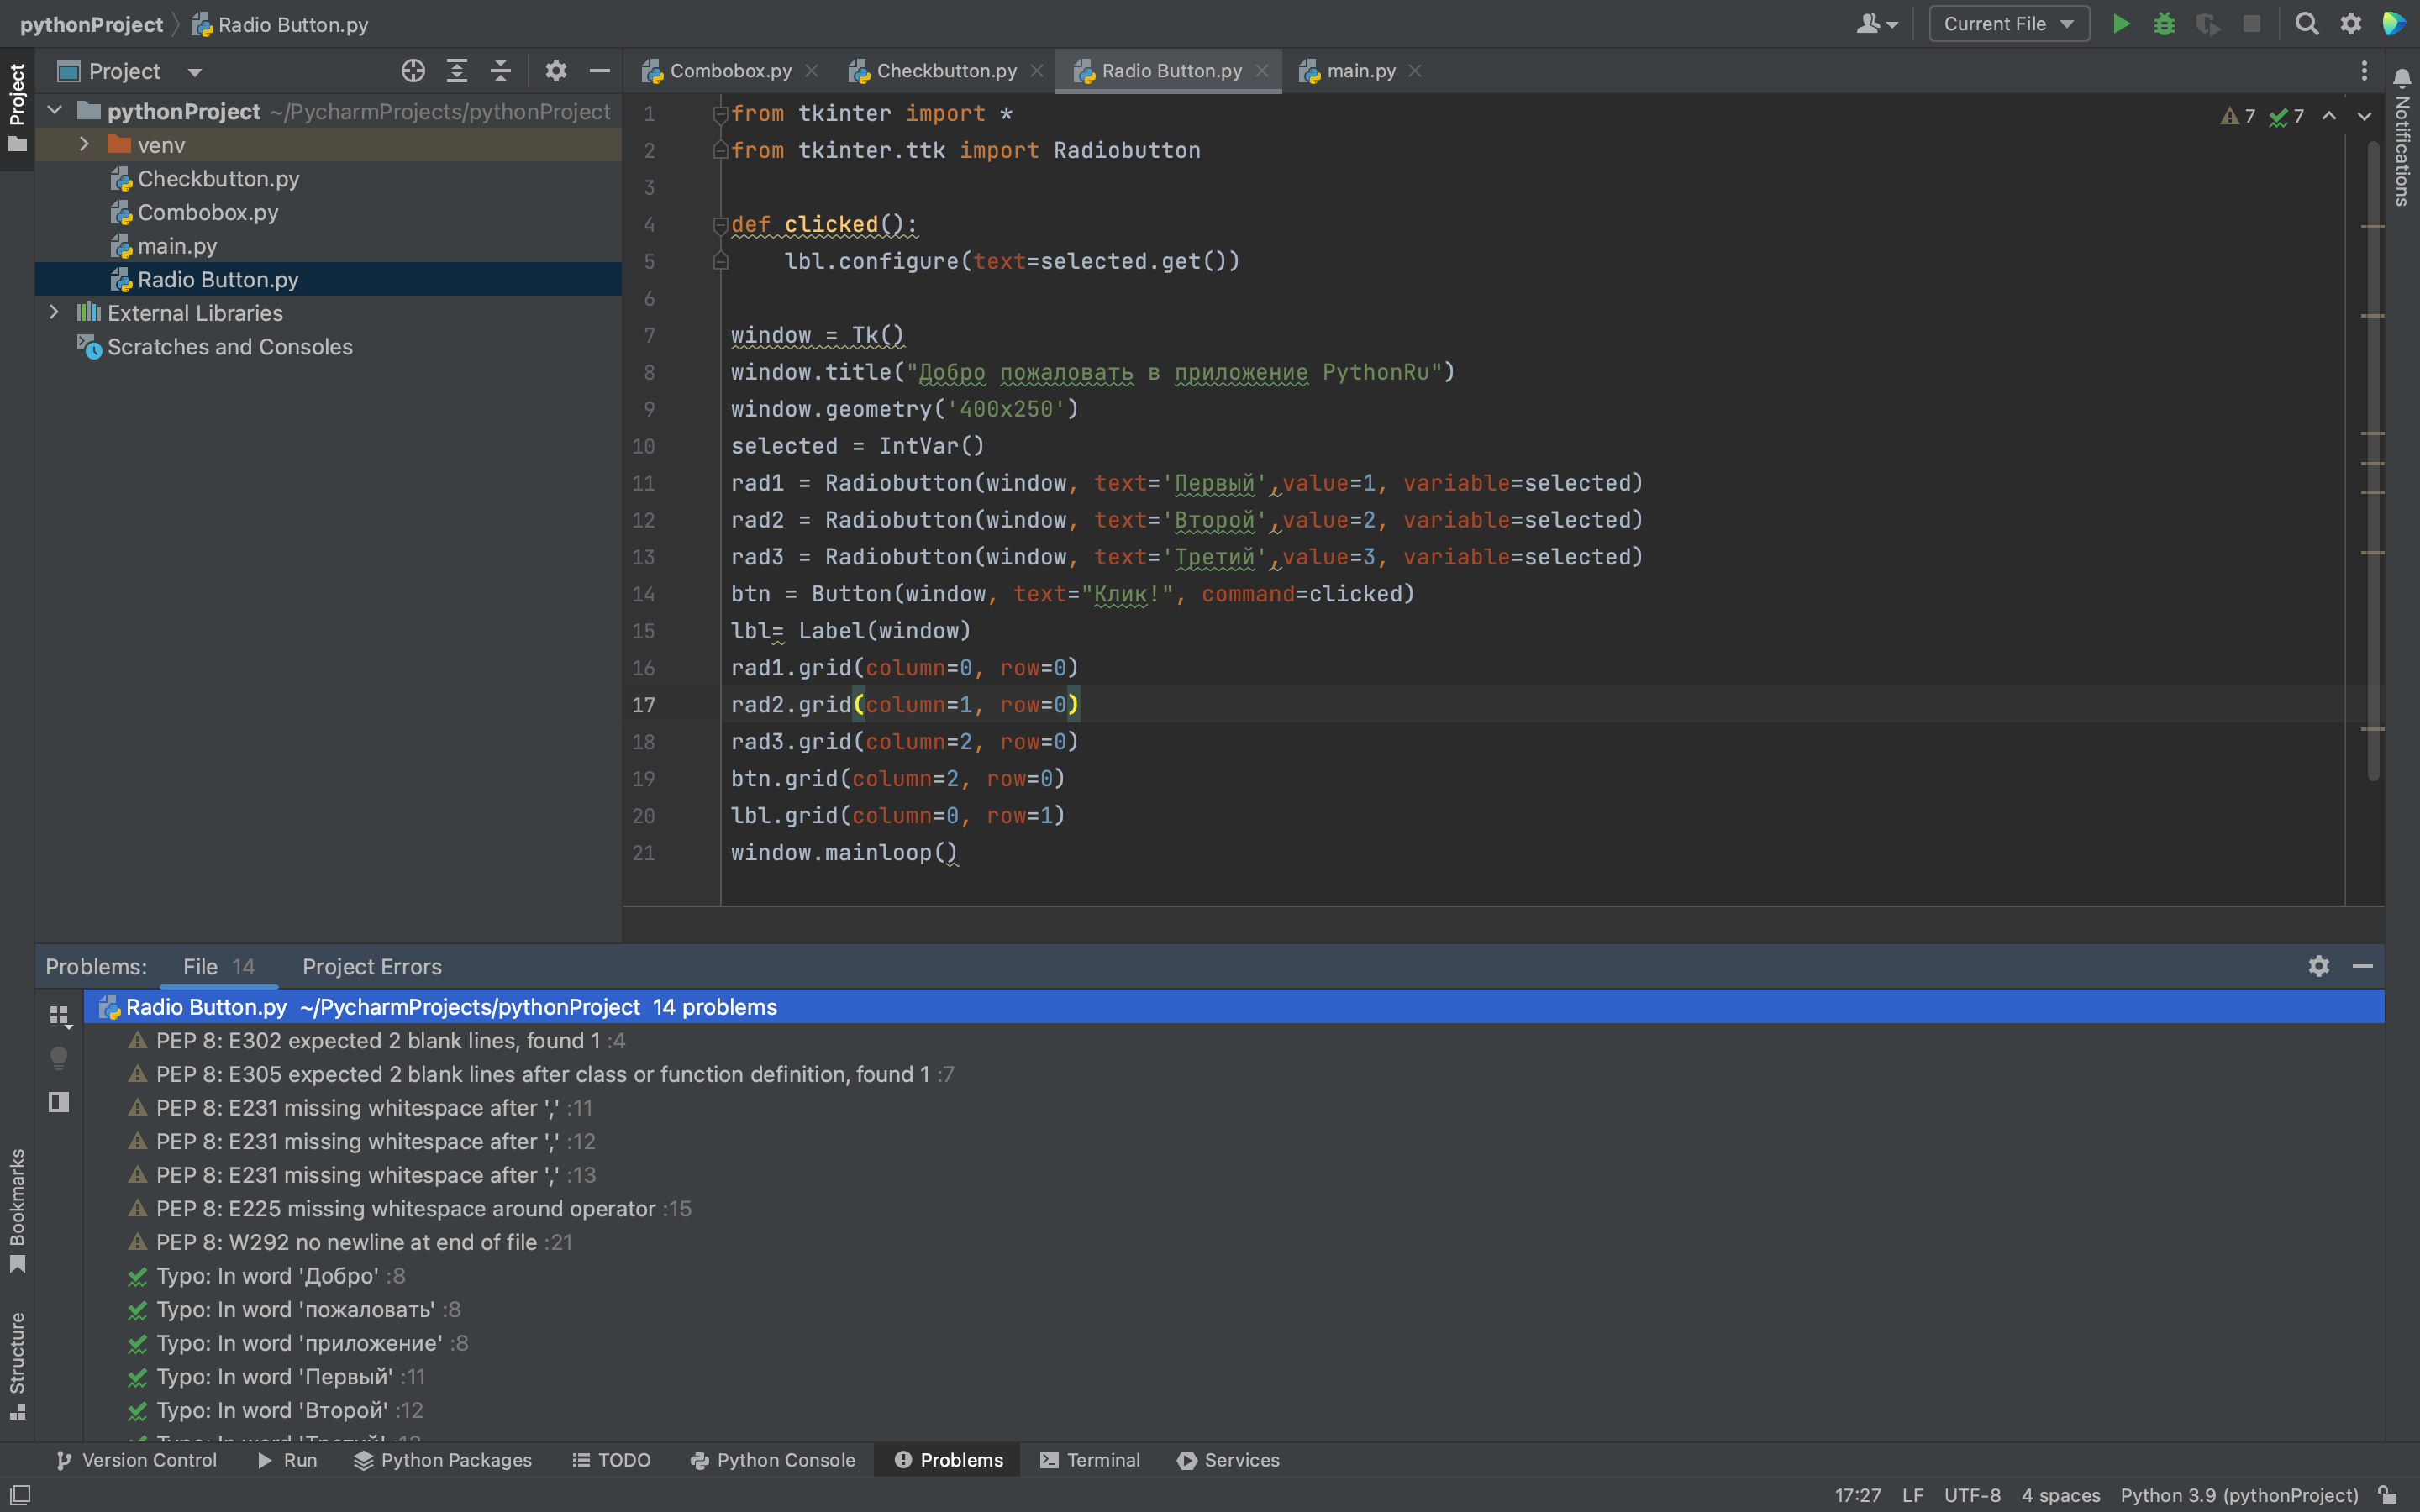 pythonProject Radio Button.py
Current File
Project
Project
Combobox.py
Checkbutton.py
Radio Button.py
main.py
Notifications
pythonProject ~/PycharmProjects/pythonProject
venv
Checkbutton.py
Combobox.py
main.py
Radio Button.py
External Libraries
Scratches and Consoles
7 7
1 from tkinter import *
2 from tkinter.ttk import Radiobutton
3
4 def clicked():
5     lbl.configure(text=selected.get())
6
7 window = Tk()
8 window.title("Добро пожаловать в приложение PythonRu")
9 window.geometry('400x250')
10 selected = IntVar()
11 rad1 = Radiobutton(window, text='Первый',value=1, variable=selected)
12 rad2 = Radiobutton(window, text='Второй',value=2, variable=selected)
13 rad3 = Radiobutton(window, text='Третий',value=3, variable=selected)
14 btn = Button(window, text="Клик!", command=clicked)
15 lbl= Label(window)
16 rad1.grid(column=0, row=0)
17 rad2.grid(column=1, row=0)
18 rad3.grid(column=2, row=0)
19 btn.grid(column=2, row=0)
20 lbl.grid(column=0, row=1)
21 window.mainloop()
Problems: File 14 Project Errors
Radio Button.py ~/PycharmProjects/pythonProject 14 problems
PEP 8: E302 expected 2 blank lines, found 1 :4
PEP 8: E305 expected 2 blank lines after class or function definition, found 1 :7
PEP 8: E231 missing whitespace after ',' :11
PEP 8: E231 missing whitespace after ',' :12
PEP 8: E231 missing whitespace after ',' :13
PEP 8: E225 missing whitespace around operator :15
PEP 8: W292 no newline at end of file :21
Typo: In word 'Добро' :8
Typo: In word 'пожаловать' :8
Typo: In word 'приложение' :8
Typo: In word 'Первый' :11
Typo: In word 'Второй' :12
Typo: In word 'Третий' :13
Bookmarks
Structure
Version Control Run Python Packages TODO Python Console Problems Terminal Services
17:27 LF UTF-8 4 spaces Python 3.9 (pythonProject)